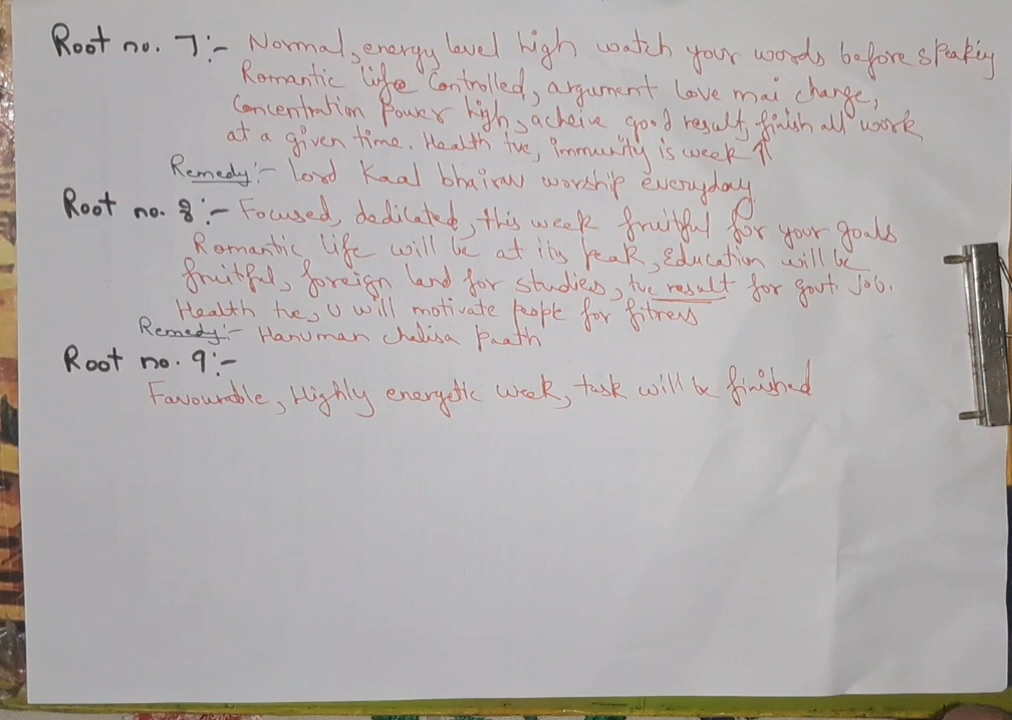 Root no. 7:- Normal, energy level high watch your words before speaking
Romantic life controlled, argument love mai change,
Concentration Power high, acheive good result, finish all work
at a given time. Health +ve, immunity is week ↑
Remedy:- Lord Kaal bhairav worship everyday.
Root no. 8:- Focused, dedicated, this week fruitful for your goals
Romantic life will be at its peak, Education will be
fruitful, foreign land for studies, +ve result for govt. job.
Health +ve, U will motivate people for fitness
Remedy:- Hanuman chalisa paath
Root no. 9:-
Favourable, Highly energetic week, task will be finished